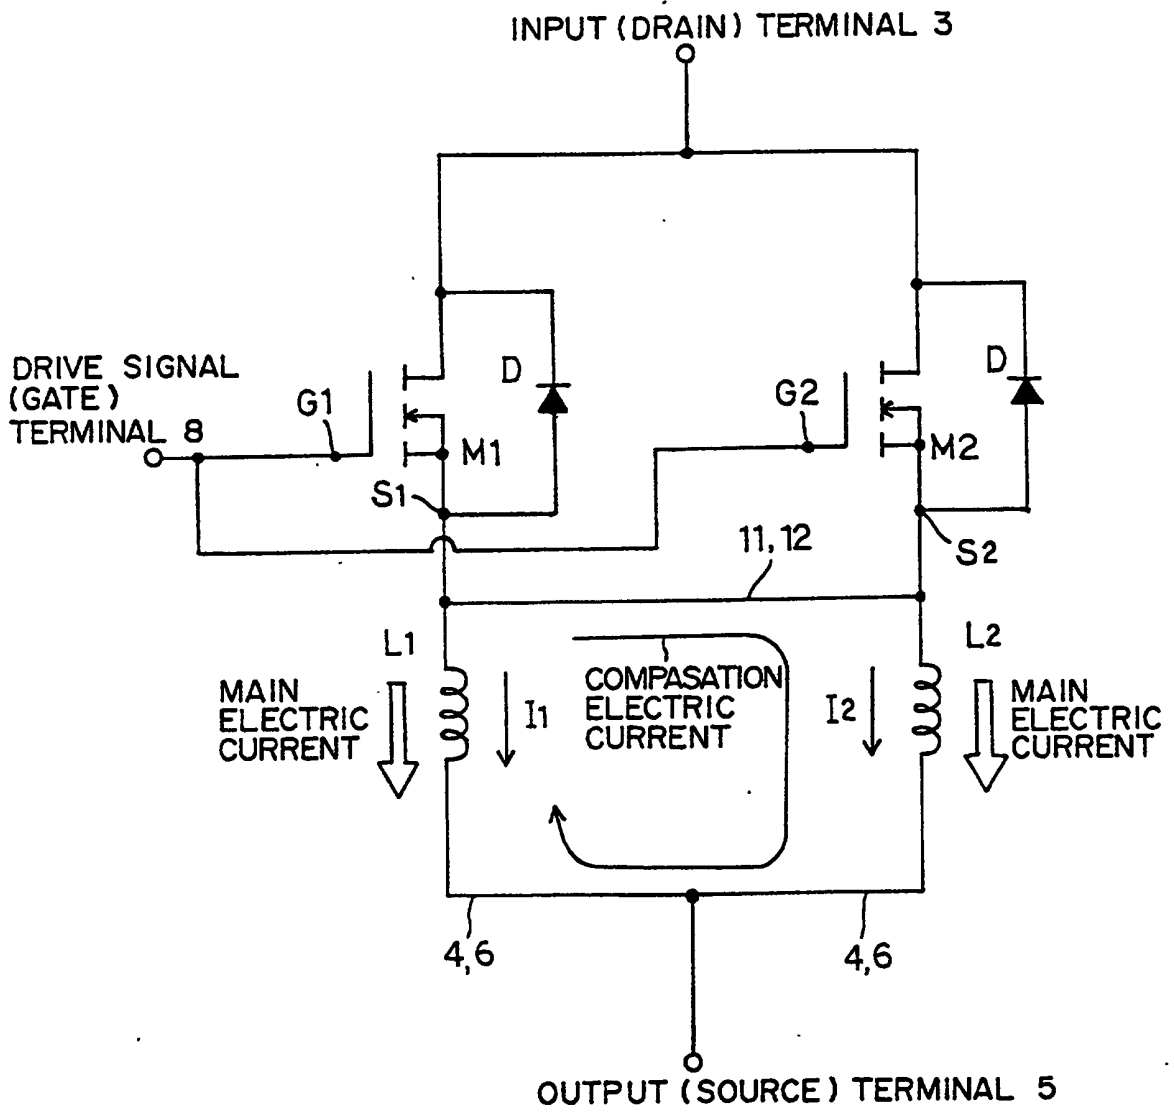 INPUT (DRAIN) TERMINAL 3
DRIVE SIGNAL
(GATE)
TERMINAL 8
G1
D
M1
S1
G2
D
M2
S2
11, 12
L1
L2
MAIN
ELECTRIC
CURRENT
I1
COMPASATION
ELECTRIC
CURRENT
I2
MAIN
ELECTRIC
CURRENT
4,6
4,6
OUTPUT (SOURCE) TERMINAL 5